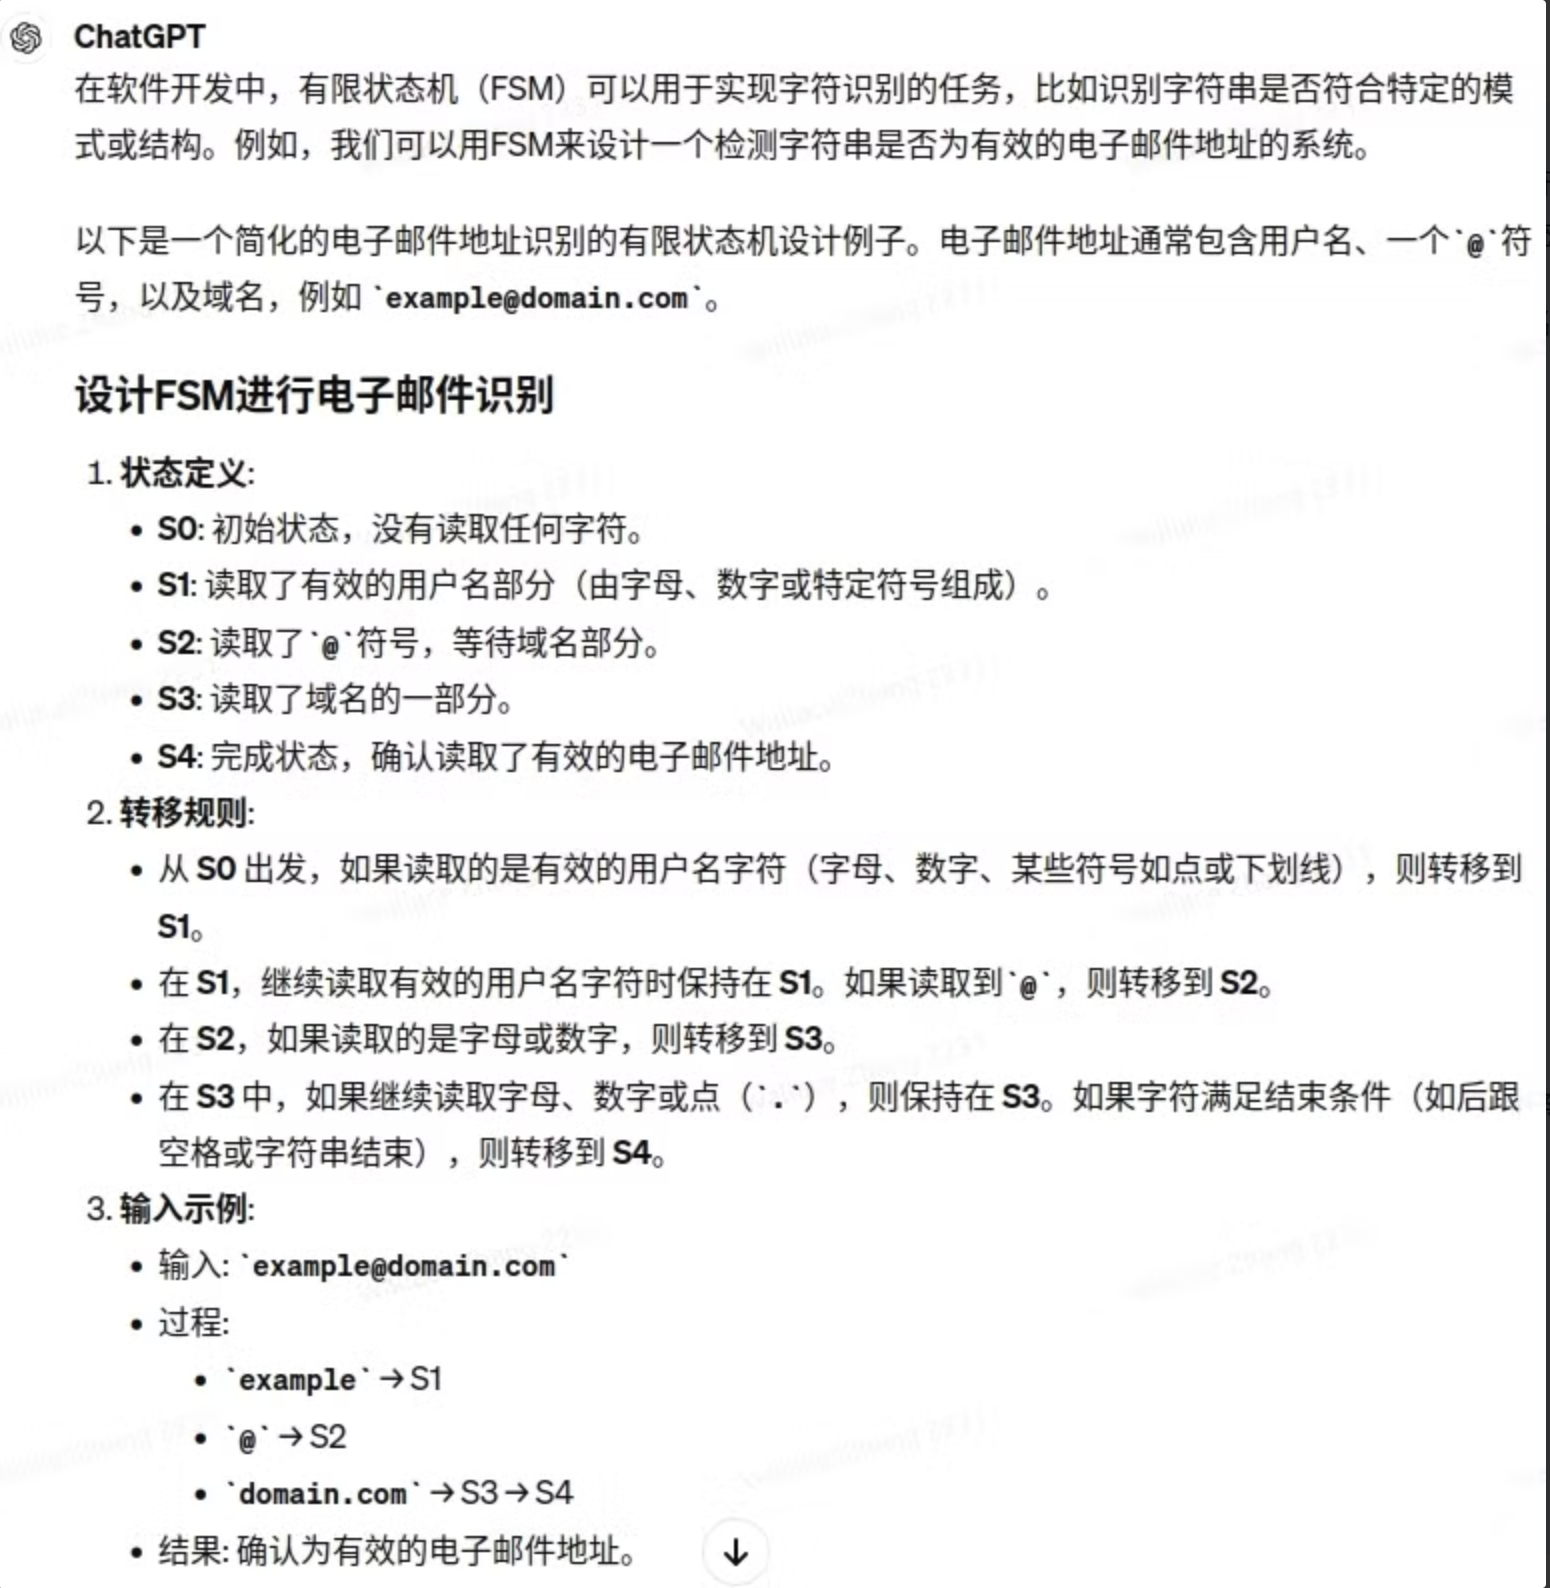 ChatGPT
在软件开发中，有限状态机（FSM）可以用于实现字符识别的任务，比如识别字符串是否符合特定的模
式或结构。例如，我们可以用FSM来设计一个检测字符串是否为有效的电子邮件地址的系统。
以下是一个简化的电子邮件地址识别的有限状态机设计例子。电子邮件地址通常包含用户名、一个`@`符
号，以及域名，例如 `example@domain.com`。
设计FSM进行电子邮件识别
1. 状态定义:
• S0: 初始状态，没有读取任何字符。
• S1: 读取了有效的用户名部分（由字母、数字或特定符号组成）。
• S2: 读取了`@`符号，等待域名部分。
• S3: 读取了域名的一部分。
• S4: 完成状态，确认读取了有效的电子邮件地址。
2. 转移规则:
• 从 S0 出发，如果读取的是有效的用户名字符（字母、数字、某些符号如点或下划线），则转移到
S1。
• 在 S1，继续读取有效的用户名字符时保持在 S1。如果读取到`@`，则转移到 S2。
• 在 S2，如果读取的是字母或数字，则转移到 S3。
• 在 S3 中，如果继续读取字母、数字或点（`.`），则保持在 S3。如果字符满足结束条件（如后跟
空格或字符串结束），则转移到 S4。
3. 输入示例:
• 输入: `example@domain.com`
• 过程:
• `example` → S1
• `@` → S2
• `domain.com` → S3 → S4
• 结果: 确认为有效的电子邮件地址。